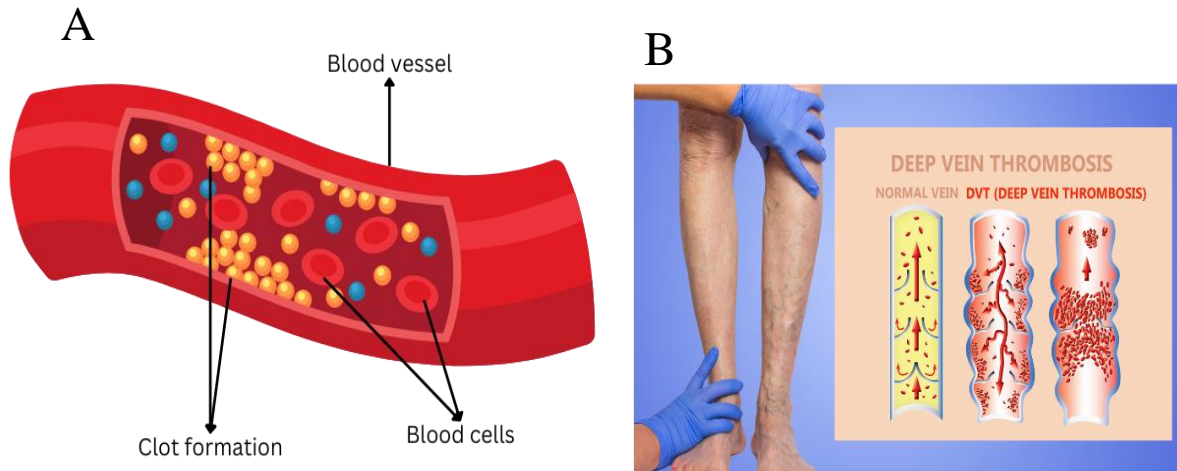 A
Blood vessel
Clot formation
Blood cells
B
DEEP VEIN THROMBOSIS
NORMAL VEIN DVT (DEEP VEIN THROMBOSIS)